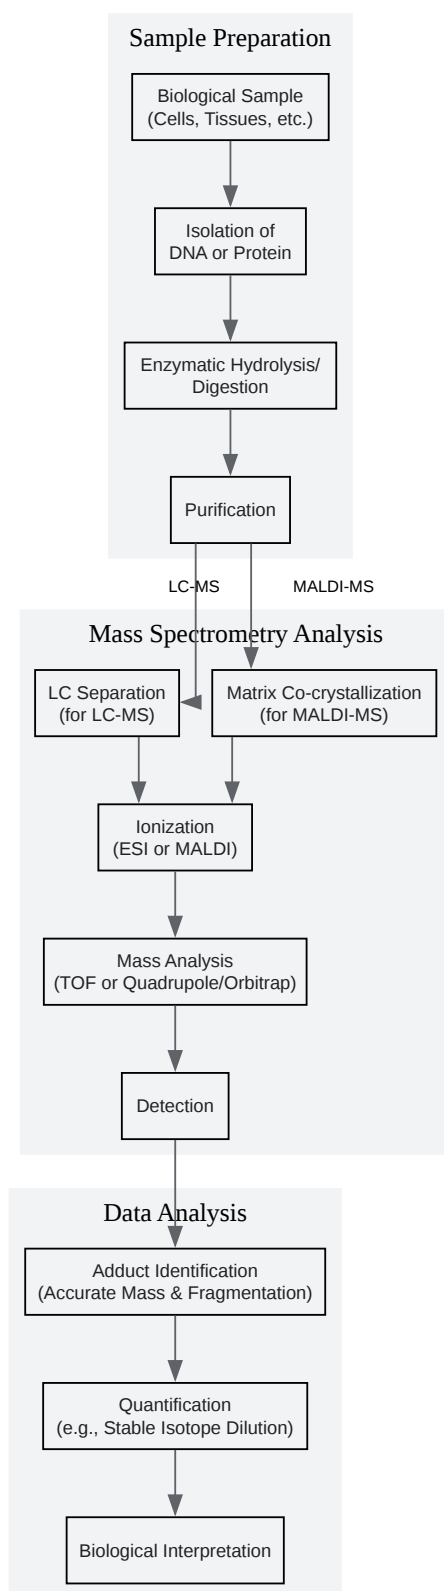 Sample Preparation
Biological Sample
(Cells, Tissues, etc.)
Isolation of
DNA or Protein
Enzymatic Hydrolysis/
Digestion
Purification
LC-MS
MALDI-MS
Mass Spectrometry Analysis
LC Separation
(for LC-MS)
Matrix Co-crystallization
(for MALDI-MS)
Ionization
(ESI or MALDI)
Mass Analysis
(TOF or Quadrupole/Orbitrap)
Detection
Data Analysis
Adduct Identification
(Accurate Mass & Fragmentation)
Quantification
(e.g., Stable Isotope Dilution)
Biological Interpretation